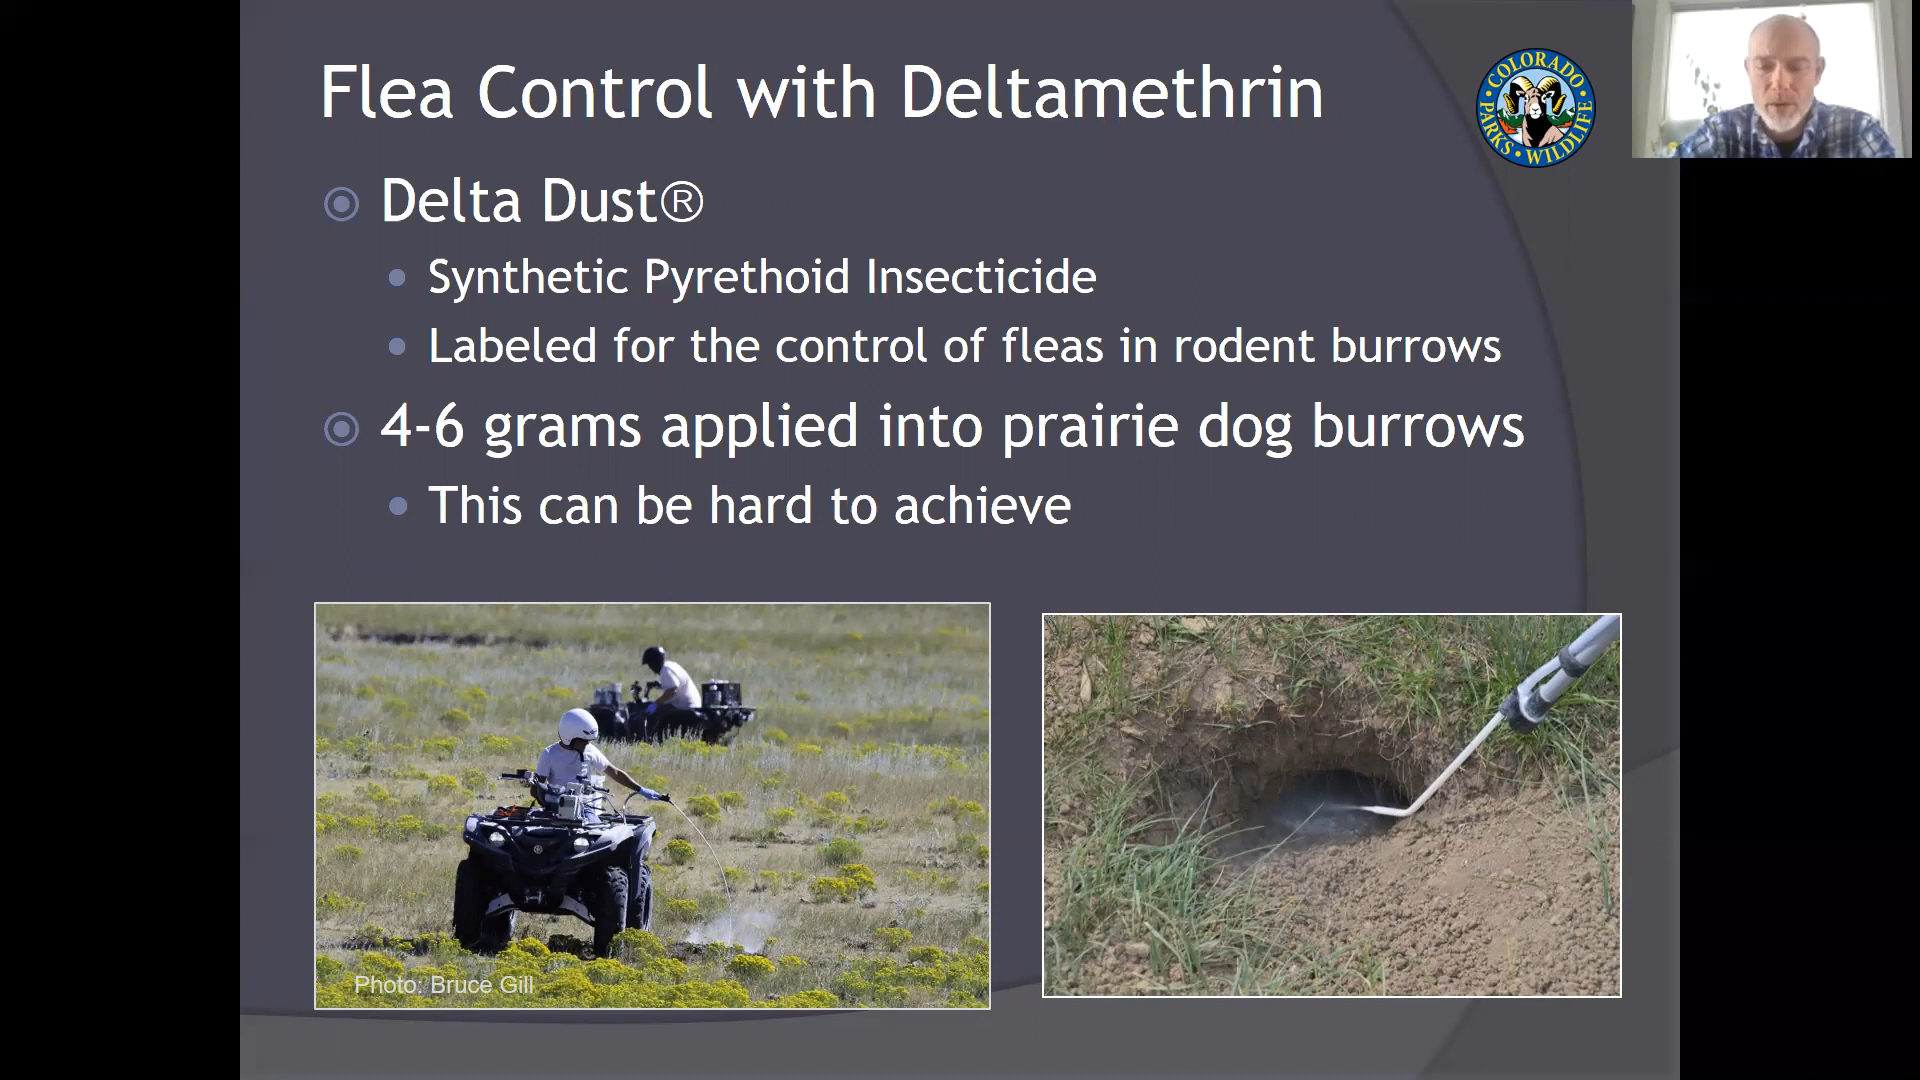 Flea Control with Deltamethrin
COLORADO
PARKS • WILDLIFE
Delta Dust®
Synthetic Pyrethoid Insecticide
Labeled for the control of fleas in rodent burrows
4-6 grams applied into prairie dog burrows
This can be hard to achieve
Photo: Bruce Gill